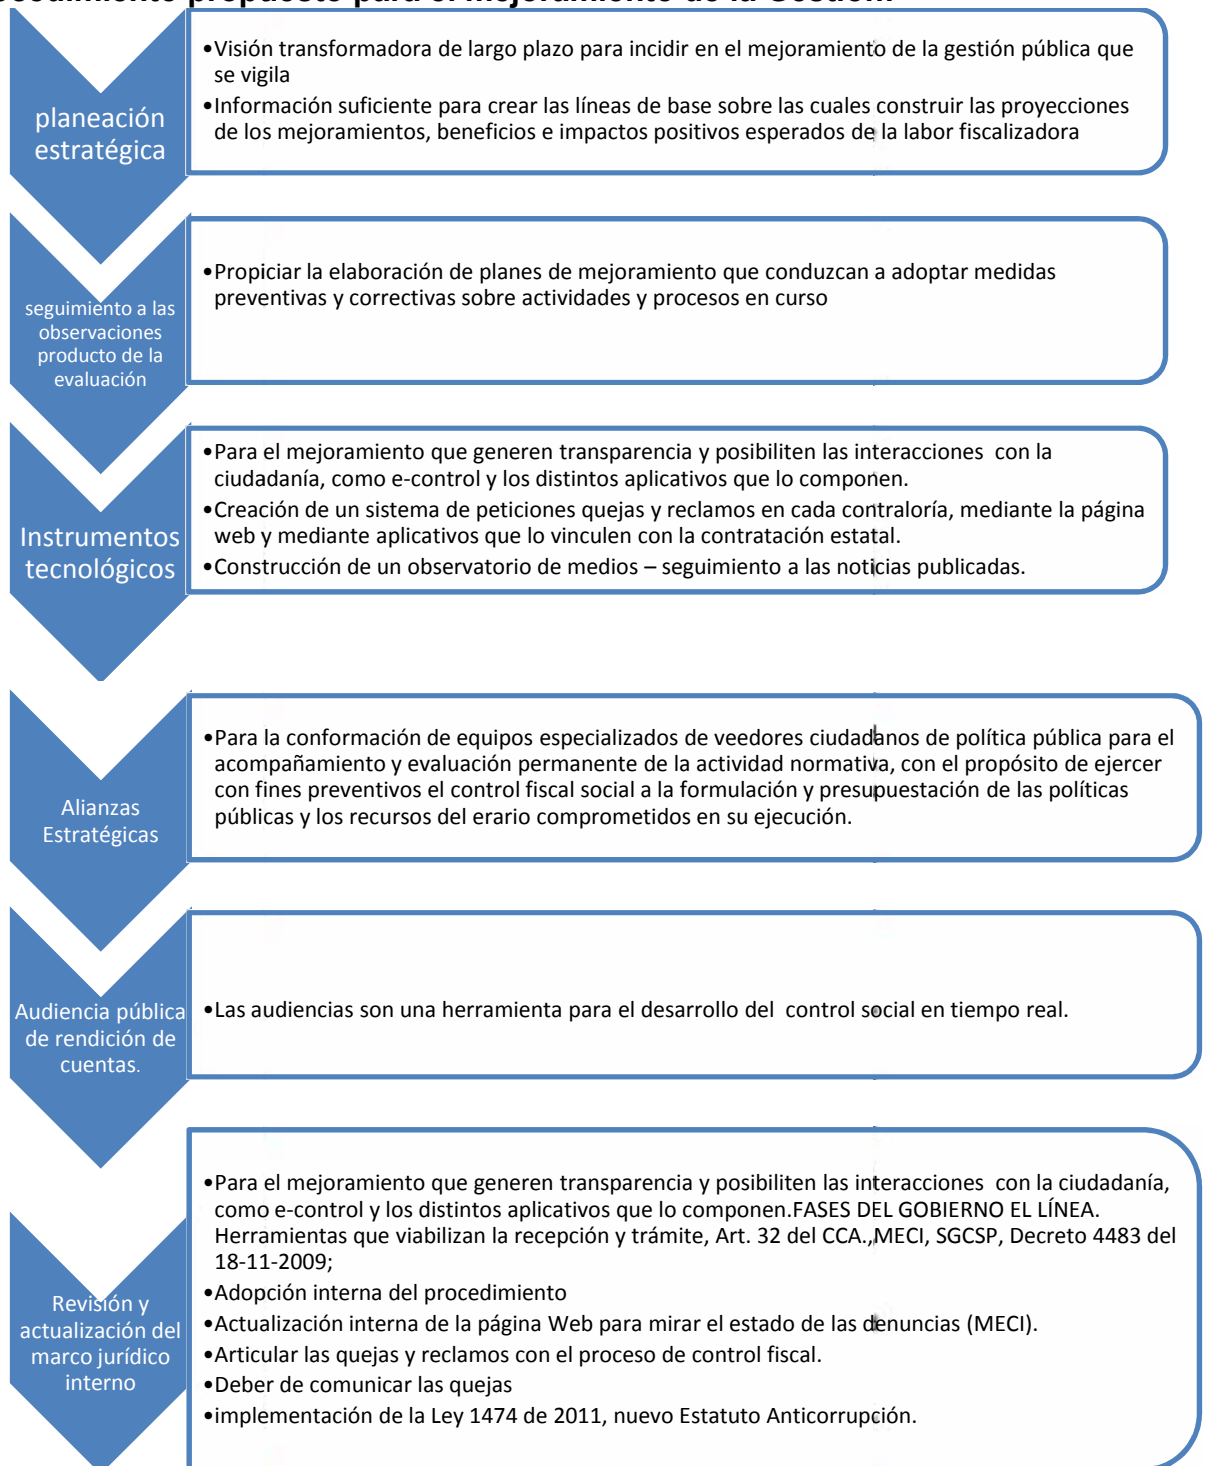 propuesto para el mejoramiento de la Gestión.
planeación
estratégica
•Visión transformadora de largo plazo para incidir en el mejoramiento de la gestión pública que
se vigila
•Información suficiente para crear las líneas de base sobre las cuales construir las proyecciones
de los mejoramientos, beneficios e impactos positivos esperados de la labor fiscalizadora
seguimiento a las
observaciones
producto de la
evaluación
•Propiciar la elaboración de planes de mejoramiento que conduzcan a adoptar medidas
preventivas y correctivas sobre actividades y procesos en curso
Instrumentos
tecnológicos
•Para el mejoramiento que generen transparencia y posibiliten las interacciones con la
ciudadanía, como e-control y los distintos aplicativos que lo componen.
•Creación de un sistema de peticiones quejas y reclamos en cada contraloría, mediante la página
web y mediante aplicativos que lo vinculen con la contratación estatal.
•Construcción de un observatorio de medios – seguimiento a las noticias publicadas.
Alianzas
Estratégicas
•Para la conformación de equipos especializados de veedores ciudadanos de política pública para el
acompañamiento y evaluación permanente de la actividad normativa, con el propósito de ejercer
con fines preventivos el control fiscal social a la formulación y presupuestación de las políticas
públicas y los recursos del erario comprometidos en su ejecución.
Audiencia pública
de rendición de
cuentas.
•Las audiencias son una herramienta para el desarrollo del control social en tiempo real.
Revisión y
actualización del
marco jurídico
interno
•Para el mejoramiento que generen transparencia y posibiliten las interacciones con la ciudadanía,
como e-control y los distintos aplicativos que lo componen.FASES DEL GOBIERNO EL LÍNEA.
Herramientas que viabilizan la recepción y trámite, Art. 32 del CCA.,MECI, SGCSP, Decreto 4483 del
18-11-2009;
•Adopción interna del procedimiento
•Actualización interna de la página Web para mirar el estado de las denuncias (MECI).
•Articular las quejas y reclamos con el proceso de control fiscal.
•Deber de comunicar las quejas
•implementación de la Ley 1474 de 2011, nuevo Estatuto Anticorrupción.